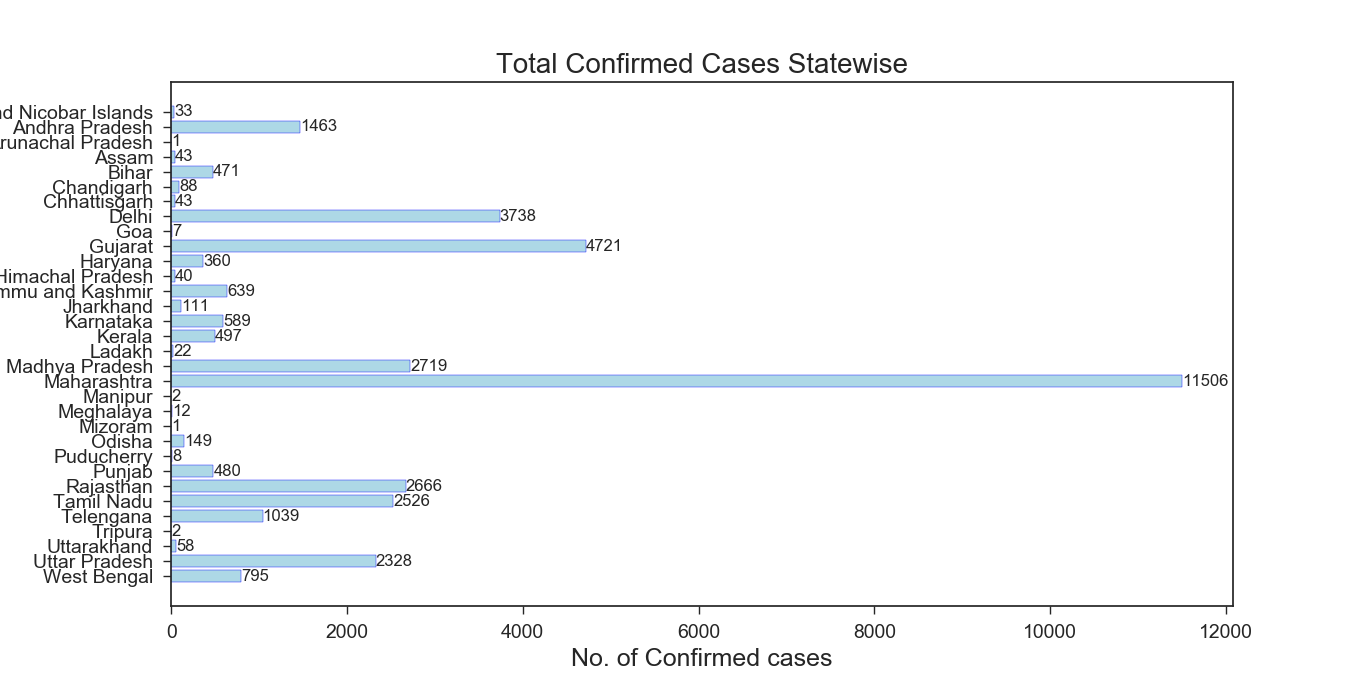 Total Confirmed Cases Statewise
nd Nicobar Islands 33
Andhra Pradesh 1463
runachal Pradesh 1
Assam 43
Bihar 471
Chandigarh 88
Chhattisgarh 43
Delhi 3738
Goa 7
Gujarat 4721
Haryana 360
Himachal Pradesh 40
mmu and Kashmir 639
Jharkhand 111
Karnataka 589
Kerala 497
Ladakh 22
Madhya Pradesh 2719
Maharashtra 11506
Manipur 2
Meghalaya 12
Mizoram 1
Odisha 149
Puducherry 8
Punjab 480
Rajasthan 2666
Tamil Nadu 2526
Telengana 1039
Tripura 2
Uttarakhand 58
Uttar Pradesh 2328
West Bengal 795
0 2000 4000 6000 8000 10000 12000
No. of Confirmed cases